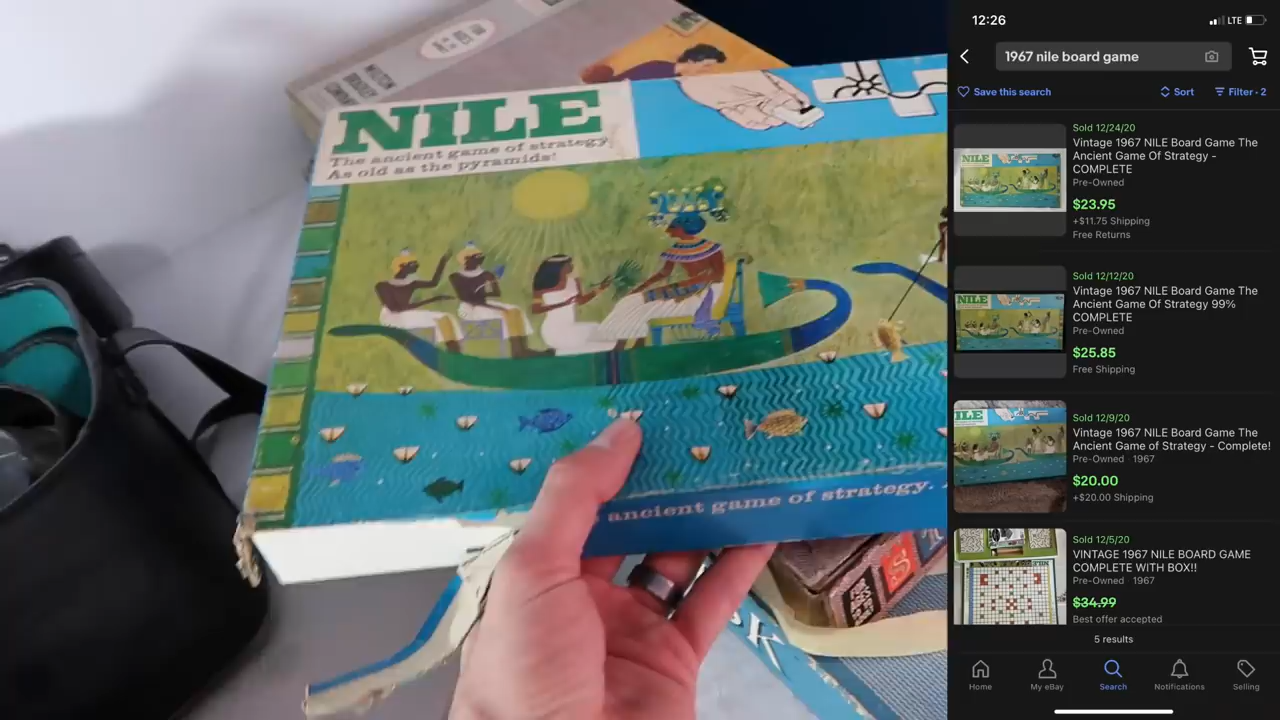 NILE
The ancient game of strategy
As old as the pyramids!
ancient game of strategy.
12:26
LTE
1967 nile board game
Save this search
Sort
Filter · 2
Sold 12/24/20
Vintage 1967 NILE Board Game The
Ancient Game Of Strategy -
COMPLETE
Pre-Owned
$23.95
+$11.75 Shipping
Free Returns
Sold 12/12/20
Vintage 1967 NILE Board Game The
Ancient Game Of Strategy 99%
COMPLETE
Pre-Owned
$25.85
Free Shipping
Sold 12/9/20
Vintage 1967 NILE Board Game The
Ancient Game of Strategy - Complete!
Pre-Owned · 1967
$20.00
+$20.00 Shipping
Sold 12/5/20
VINTAGE 1967 NILE BOARD GAME
COMPLETE WITH BOX!!
Pre-Owned · 1967
$34.99
Best offer accepted
5 results
Home
My eBay
Search
Notifications
Selling